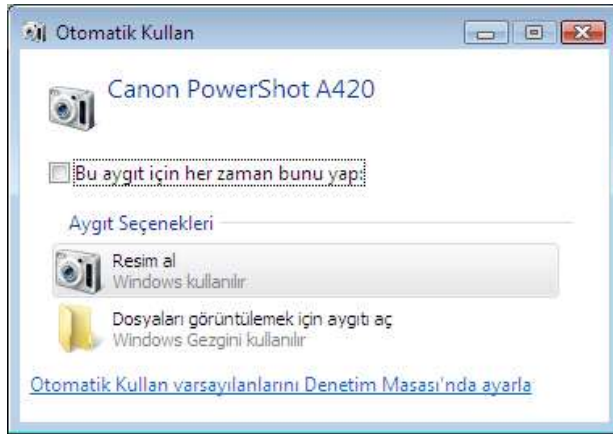 Otomatik Kullan
Canon PowerShot A420
Bu aygıt için her zaman bunu yap:
Aygıt Seçenekleri
Resim al
Windows kullanılır
Dosyaları görüntülemek için aygıtı aç
Windows Gezgini kullanılır
Otomatik Kullan varsayılanlarını Denetim Masası'nda ayarla